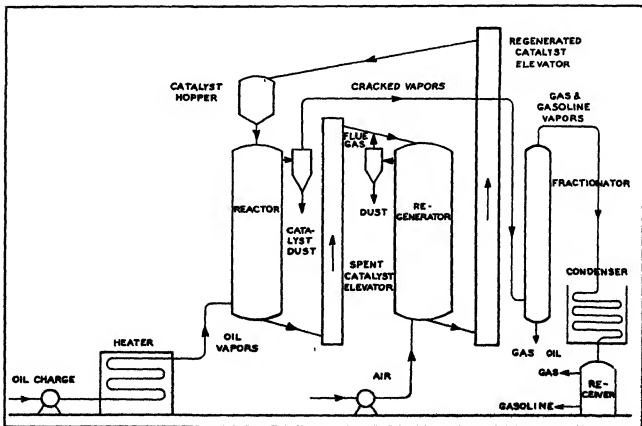 REGENERATED
CATALYST
ELEVATOR
CATALYST
HOPPER
CRACKED VAPORS
GAS &
GASOLINE
VAPORS
FLUE
GAS
FRACTIONATOR
REACTOR
DUST
RE-
GENERATOR
CATA-
LYST
DUST
SPENT
CATALYST
ELEVATOR
CONDENSER
HEATER
OIL
VAPORS
GAS OIL
OIL CHARGE
AIR
GAS
RE-
CEIVER
GASOLINE